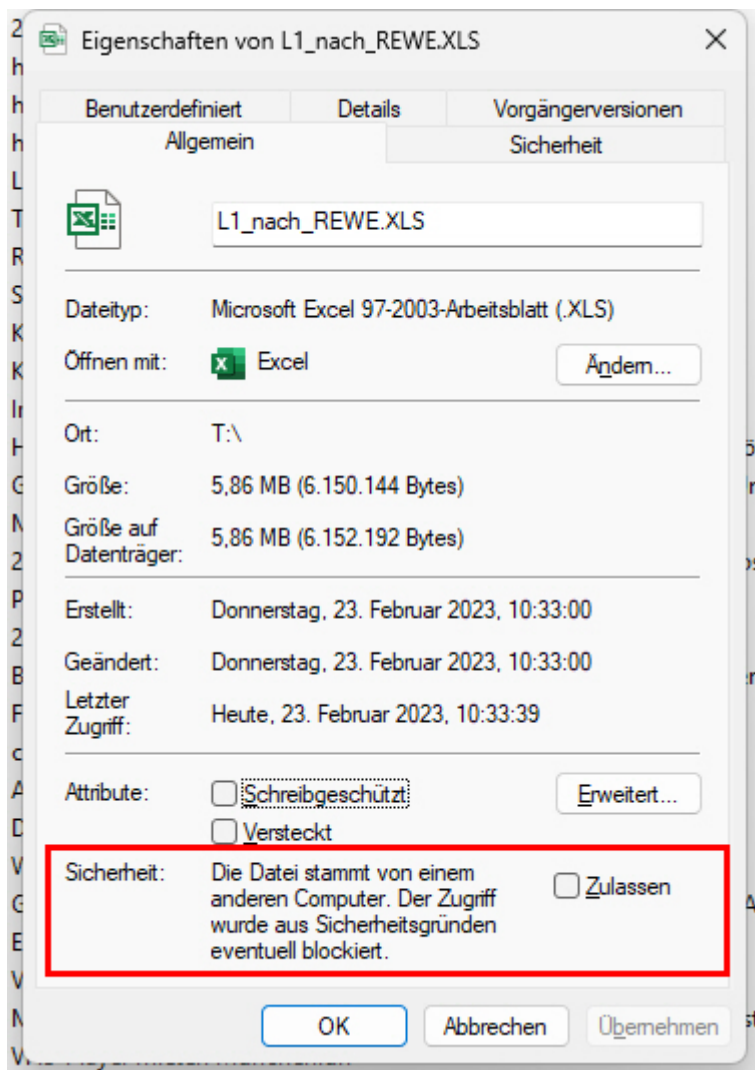 Eigenschaften von L1_nach_REWE.XLS
Benutzerdefiniert Details Vorgängerversionen
Allgemein Sicherheit
L1_nach_REWE.XLS
Dateityp: Microsoft Excel 97-2003-Arbeitsblatt (.XLS)
Öffnen mit: Excel Ändern...
Ort: T:\
Größe: 5,86 MB (6.150.144 Bytes)
Größe auf
Datenträger: 5,86 MB (6.152.192 Bytes)
Erstellt: Donnerstag, 23. Februar 2023, 10:33:00
Geändert: Donnerstag, 23. Februar 2023, 10:33:00
Letzter
Zugriff: Heute, 23. Februar 2023, 10:33:39
Attribute: Schreibgeschützt Erweitert...
Versteckt
Sicherheit: Die Datei stammt von einem
anderen Computer. Der Zugriff Zulassen
wurde aus Sicherheitsgründen
eventuell blockiert.
OK Abbrechen Übernehmen